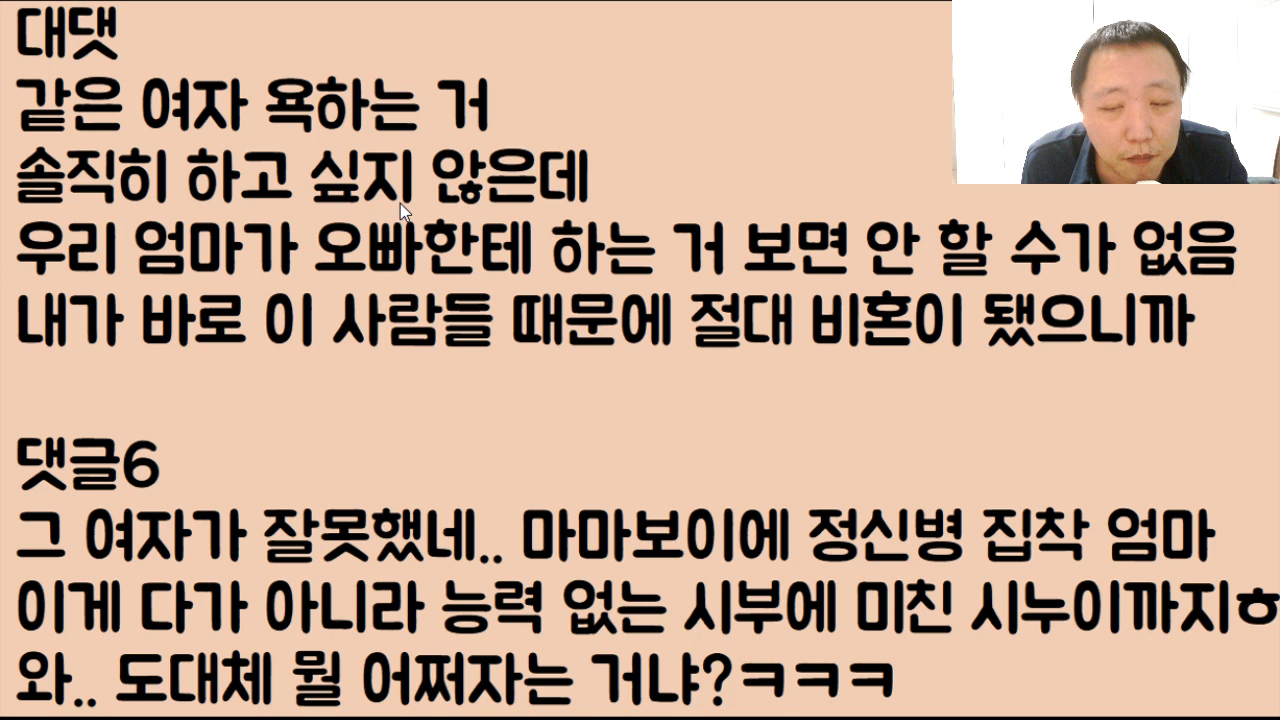 대댓
같은 여자 욕하는 거
솔직히 하고 싶지 않은데
우리 엄마가 오빠한테 하는 거 보면 안 할 수가 없음
내가 바로 이 사람들 때문에 절대 비혼이 됐으니까
댓글6
그 여자가 잘못했네.. 마마보이에 정신병 집착 엄마
이게 다가 아니라 능력 없는 시부에 미친 시누이까지ㅎ
와.. 도대체 뭘 어쩌자는 거냐?ㅋㅋㅋ